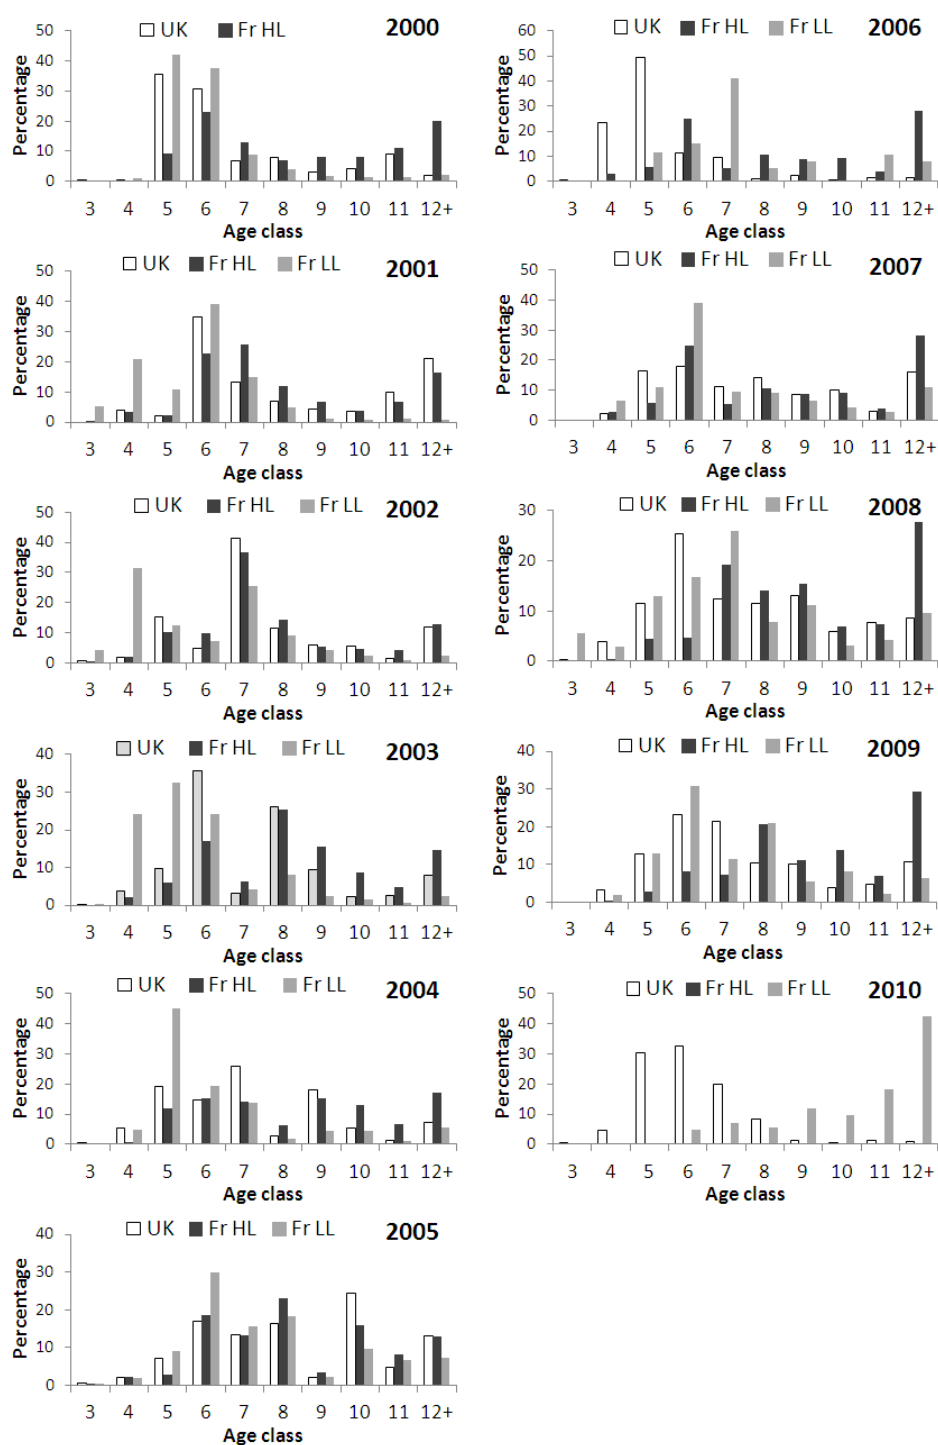 UK Fr HL 2000
Percentage
50
40
30
20
10
0
3 4 5 6 7 8 9 10 11 12+
Age class
UK Fr HL Fr LL 2001
Percentage
50
40
30
20
10
0
3 4 5 6 7 8 9 10 11 12+
Age class
UK Fr HL Fr LL 2002
Percentage
50
40
30
20
10
0
3 4 5 6 7 8 9 10 11 12+
Age class
UK Fr HL Fr LL 2003
Percentage
40
30
20
10
0
3 4 5 6 7 8 9 10 11 12+
Age class
UK Fr HL Fr LL 2004
Percentage
50
40
30
20
10
0
3 4 5 6 7 8 9 10 11 12+
Age class
UK Fr HL Fr LL 2005
Percentage
40
30
20
10
0
3 4 5 6 7 8 9 10 11 12+
Age class
UK Fr HL Fr LL 2006
Percentage
60
50
40
30
20
10
0
3 4 5 6 7 8 9 10 11 12+
Age class
UK Fr HL Fr LL 2007
Percentage
50
40
30
20
10
0
3 4 5 6 7 8 9 10 11 12+
Age class
UK Fr HL Fr LL 2008
Percentage
30
20
10
0
3 4 5 6 7 8 9 10 11 12+
Age class
UK Fr HL Fr LL 2009
Percentage
40
30
20
10
0
3 4 5 6 7 8 9 10 11 12+
Age class
UK Fr HL Fr LL 2010
Percentage
50
40
30
20
10
0
3 4 5 6 7 8 9 10 11 12+
Age class